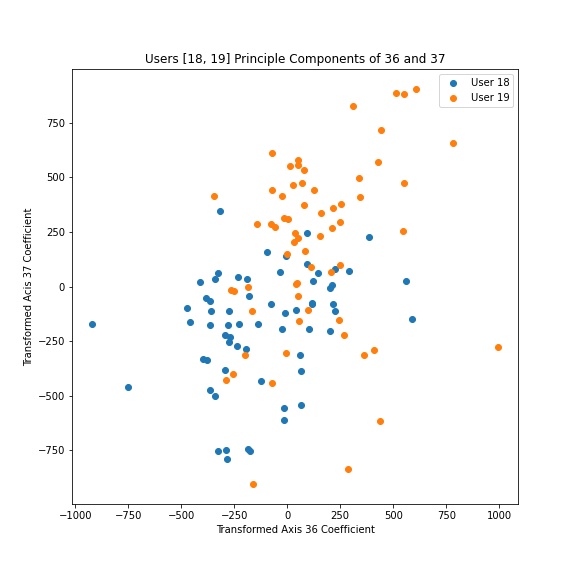 Users [18, 19] Principle Components of 36 and 37
User 18
User 19
Transformed Acis 37 Coefficient
750
500
250
0
−250
−500
−750
−1000 −750 −500 −250 0 250 500 750 1000
Transformed Axis 36 Coefficient